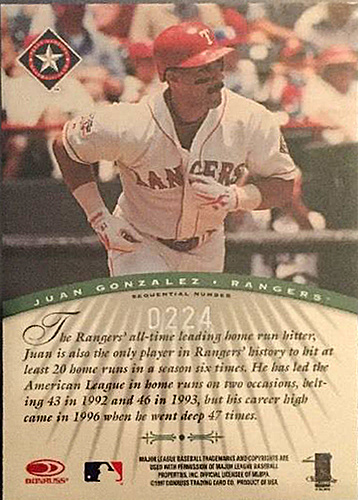 T
RANGERS
JUAN GONZALEZ • RANGERS
SEQUENTIAL NUMBER
0224
The Rangers' all-time leading home run hitter,
Juan is also the only player in Rangers' history to hit at
least 20 home runs in a season six times. He has led the
American League in home runs on two occasions, belt-
ing 43 in 1992 and 46 in 1993, but his career high
came in 1996 when he went deep 47 times.
DONRUSS
MAJOR LEAGUE BASEBALL TRADEMARKS AND COPYRIGHTS ARE
USED WITH PERMISSION OF MAJOR LEAGUE BASEBALL
PROPERTIES, INC. OFFICIAL LICENSEE OF MLBPA
©1997 DONRUSS TRADING CARD CO. PRODUCT OF USA